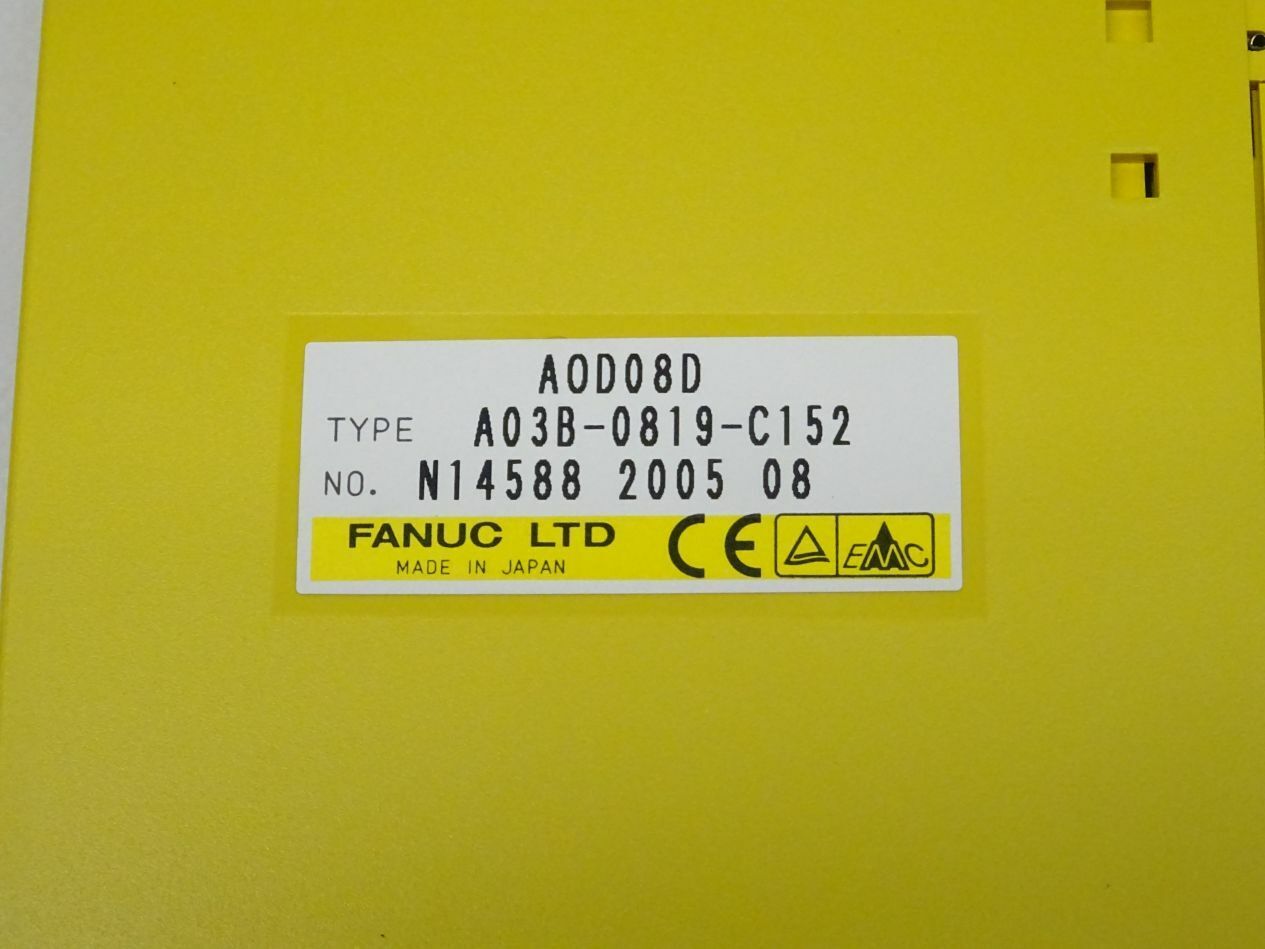 AOD08D
TYPE A03B-0819-C152
NO. N14588 2005 08
FANUC LTD CE EMC
MADE IN JAPAN